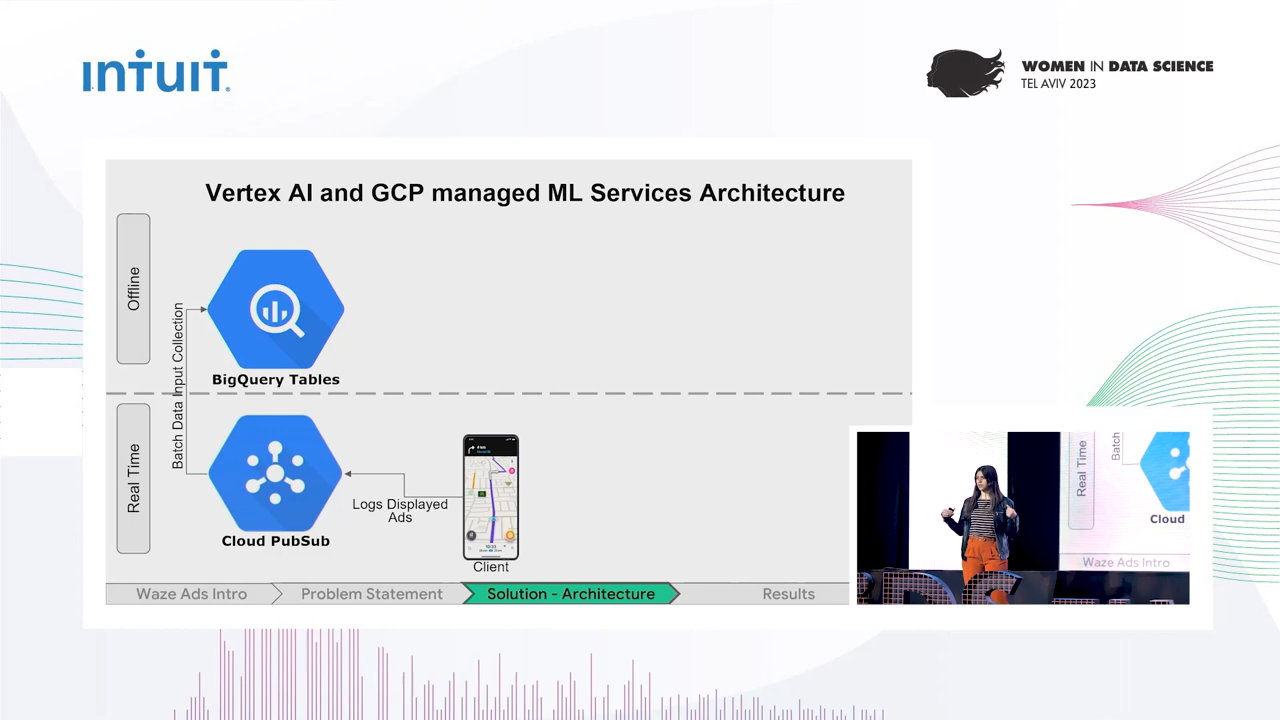 ıntuıt
WOMEN IN DATA SCIENCE
TEL AVIV 2023
Vertex AI and GCP managed ML Services Architecture
Offline
Batch Data Input Collection
BigQuery Tables
Real Time
Cloud PubSub
Logs Displayed
Ads
Client
Waze Ads Intro
Problem Statement
Solution - Architecture
Results
Real Time
Batch
Cloud
Waze Ads Intro